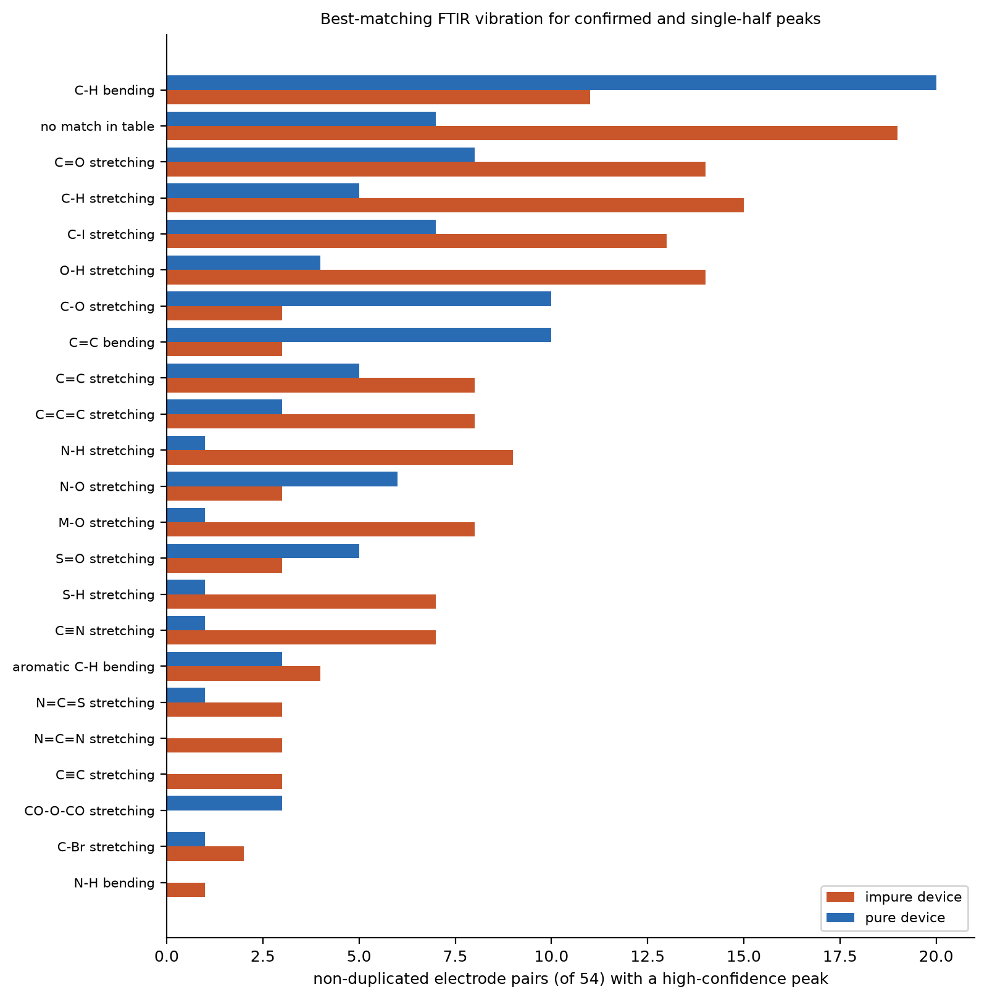 Best-matching FTIR vibration for confirmed and single-half peaks
C-H bending
no match in table
C=O stretching
C-H stretching
C-I stretching
O-H stretching
C-O stretching
C=C bending
C=C stretching
C=C=C stretching
N-H stretching
N-O stretching
M-O stretching
S=O stretching
S-H stretching
C≡N stretching
aromatic C-H bending
N=C=S stretching
N=C=N stretching
C≡C stretching
CO-O-CO stretching
C-Br stretching
N-H bending
impure device
pure device
0.0 2.5 5.0 7.5 10.0 12.5 15.0 17.5 20.0
non-duplicated electrode pairs (of 54) with a high-confidence peak